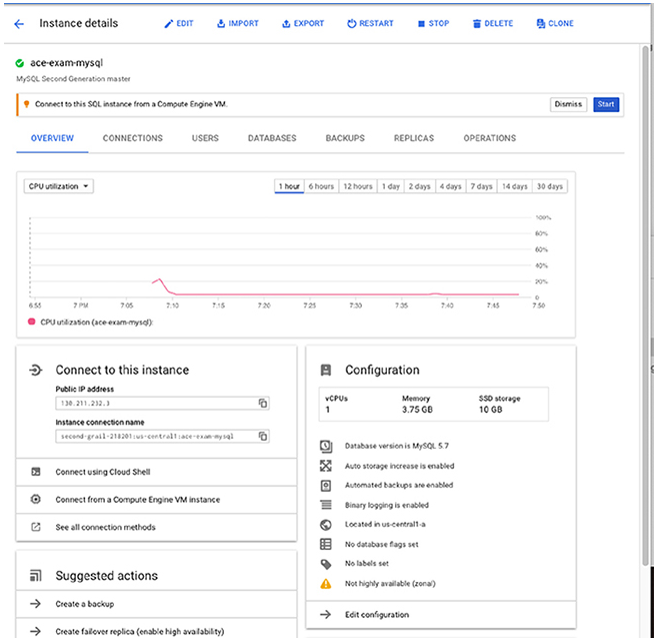 Instance details EDIT IMPORT EXPORT RESTART STOP DELETE CLONE
ace-exam-mysql
MySQL Second Generation master
Connect to this SQL instance from a Compute Engine VM. Dismiss Start
OVERVIEW CONNECTIONS USERS DATABASES BACKUPS REPLICAS OPERATIONS
CPU utilization 1 hour 6 hours 12 hours 1 day 2 days 4 days 7 days 14 days 30 days
100%
80%
60%
40%
20%
0
6:55 7 PM 7:05 7:10 7:15 7:20 7:25 7:30 7:35 7:40 7:45 7:50
CPU utilization (ace-exam-mysql):
Connect to this instance
Public IP address
130.211.232.3
Instance connection name
second-grail-218201:us-central1:ace-exam-mysql
Connect using Cloud Shell
Connect from a Compute Engine VM instance
See all connection methods
Suggested actions
Create a backup
Create failover replica (enable high availability)
Configuration
vCPUs Memory SSD storage
1 3.75 GB 10 GB
Database version is MySQL 5.7
Auto storage increase is enabled
Automated backups are enabled
Binary logging is enabled
Located in us-central1-a
No database flags set
No labels set
Not highly available (zonal)
Edit configuration